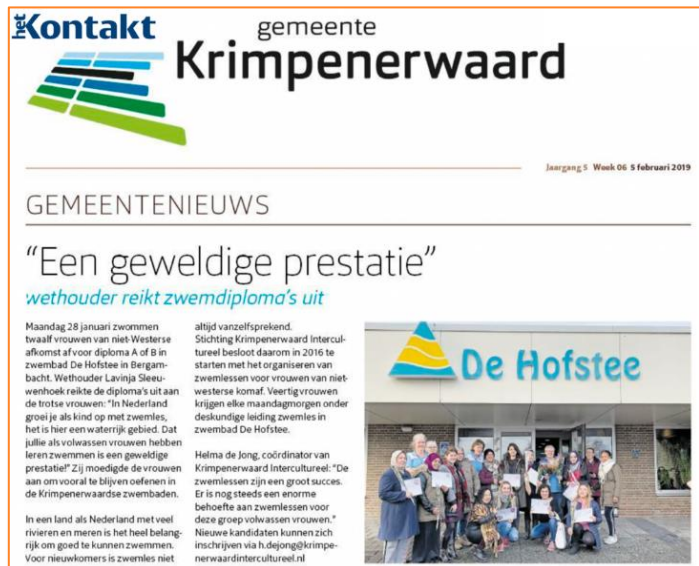 het Kontakt
gemeente
Krimpenerwaard
Jaargang 5 Week 06 5 februari 2019
GEMEENTENIEUWS
“Een geweldige prestatie”
wethouder reikt zwemdiploma’s uit
Maandag 28 januari zwommen
twaalf vrouwen van niet-Westerse
afkomst af voor diploma A of B in
zwembad De Hofstee in Bergam-
bacht. Wethouder Lavinja Sleeu-
wenhoek reikte de diploma’s uit aan
de trotse vrouwen: “In Nederland
groei je als kind op met zwemles,
het is hier een waterrijk gebied. Dat
jullie als volwassen vrouwen hebben
leren zwemmen is een geweldige
prestatie!” Zij moedigde de vrouwen
aan om vooral te blijven oefenen in
de Krimpenerwaardse zwembaden.
In een land als Nederland met veel
rivieren en meren is het heel belang-
rijk om goed te kunnen zwemmen.
Voor nieuwkomers is zwemles niet
altijd vanzelfsprekend.
Stichting Krimpenerwaard Intercul-
tureel besloot daarom in 2016 te
starten met het organiseren van
zwemlessen voor vrouwen van niet-
westerse komaf. Veertig vrouwen
krijgen elke maandagmorgen onder
deskundige leiding zwemles in
zwembad De Hofstee.
Helma de Jong, coördinator van
Krimpenerwaard Intercultureel: “De
zwemlessen zijn een groot succes.
Er is nog steeds een enorme
behoefte aan zwemlessen voor
deze groep volwassen vrouwen.”
Nieuwe kandidaten kunnen zich
inschrijven via h.dejong@krimpe-
nerwaardintercultureel.nl
De Hofstee